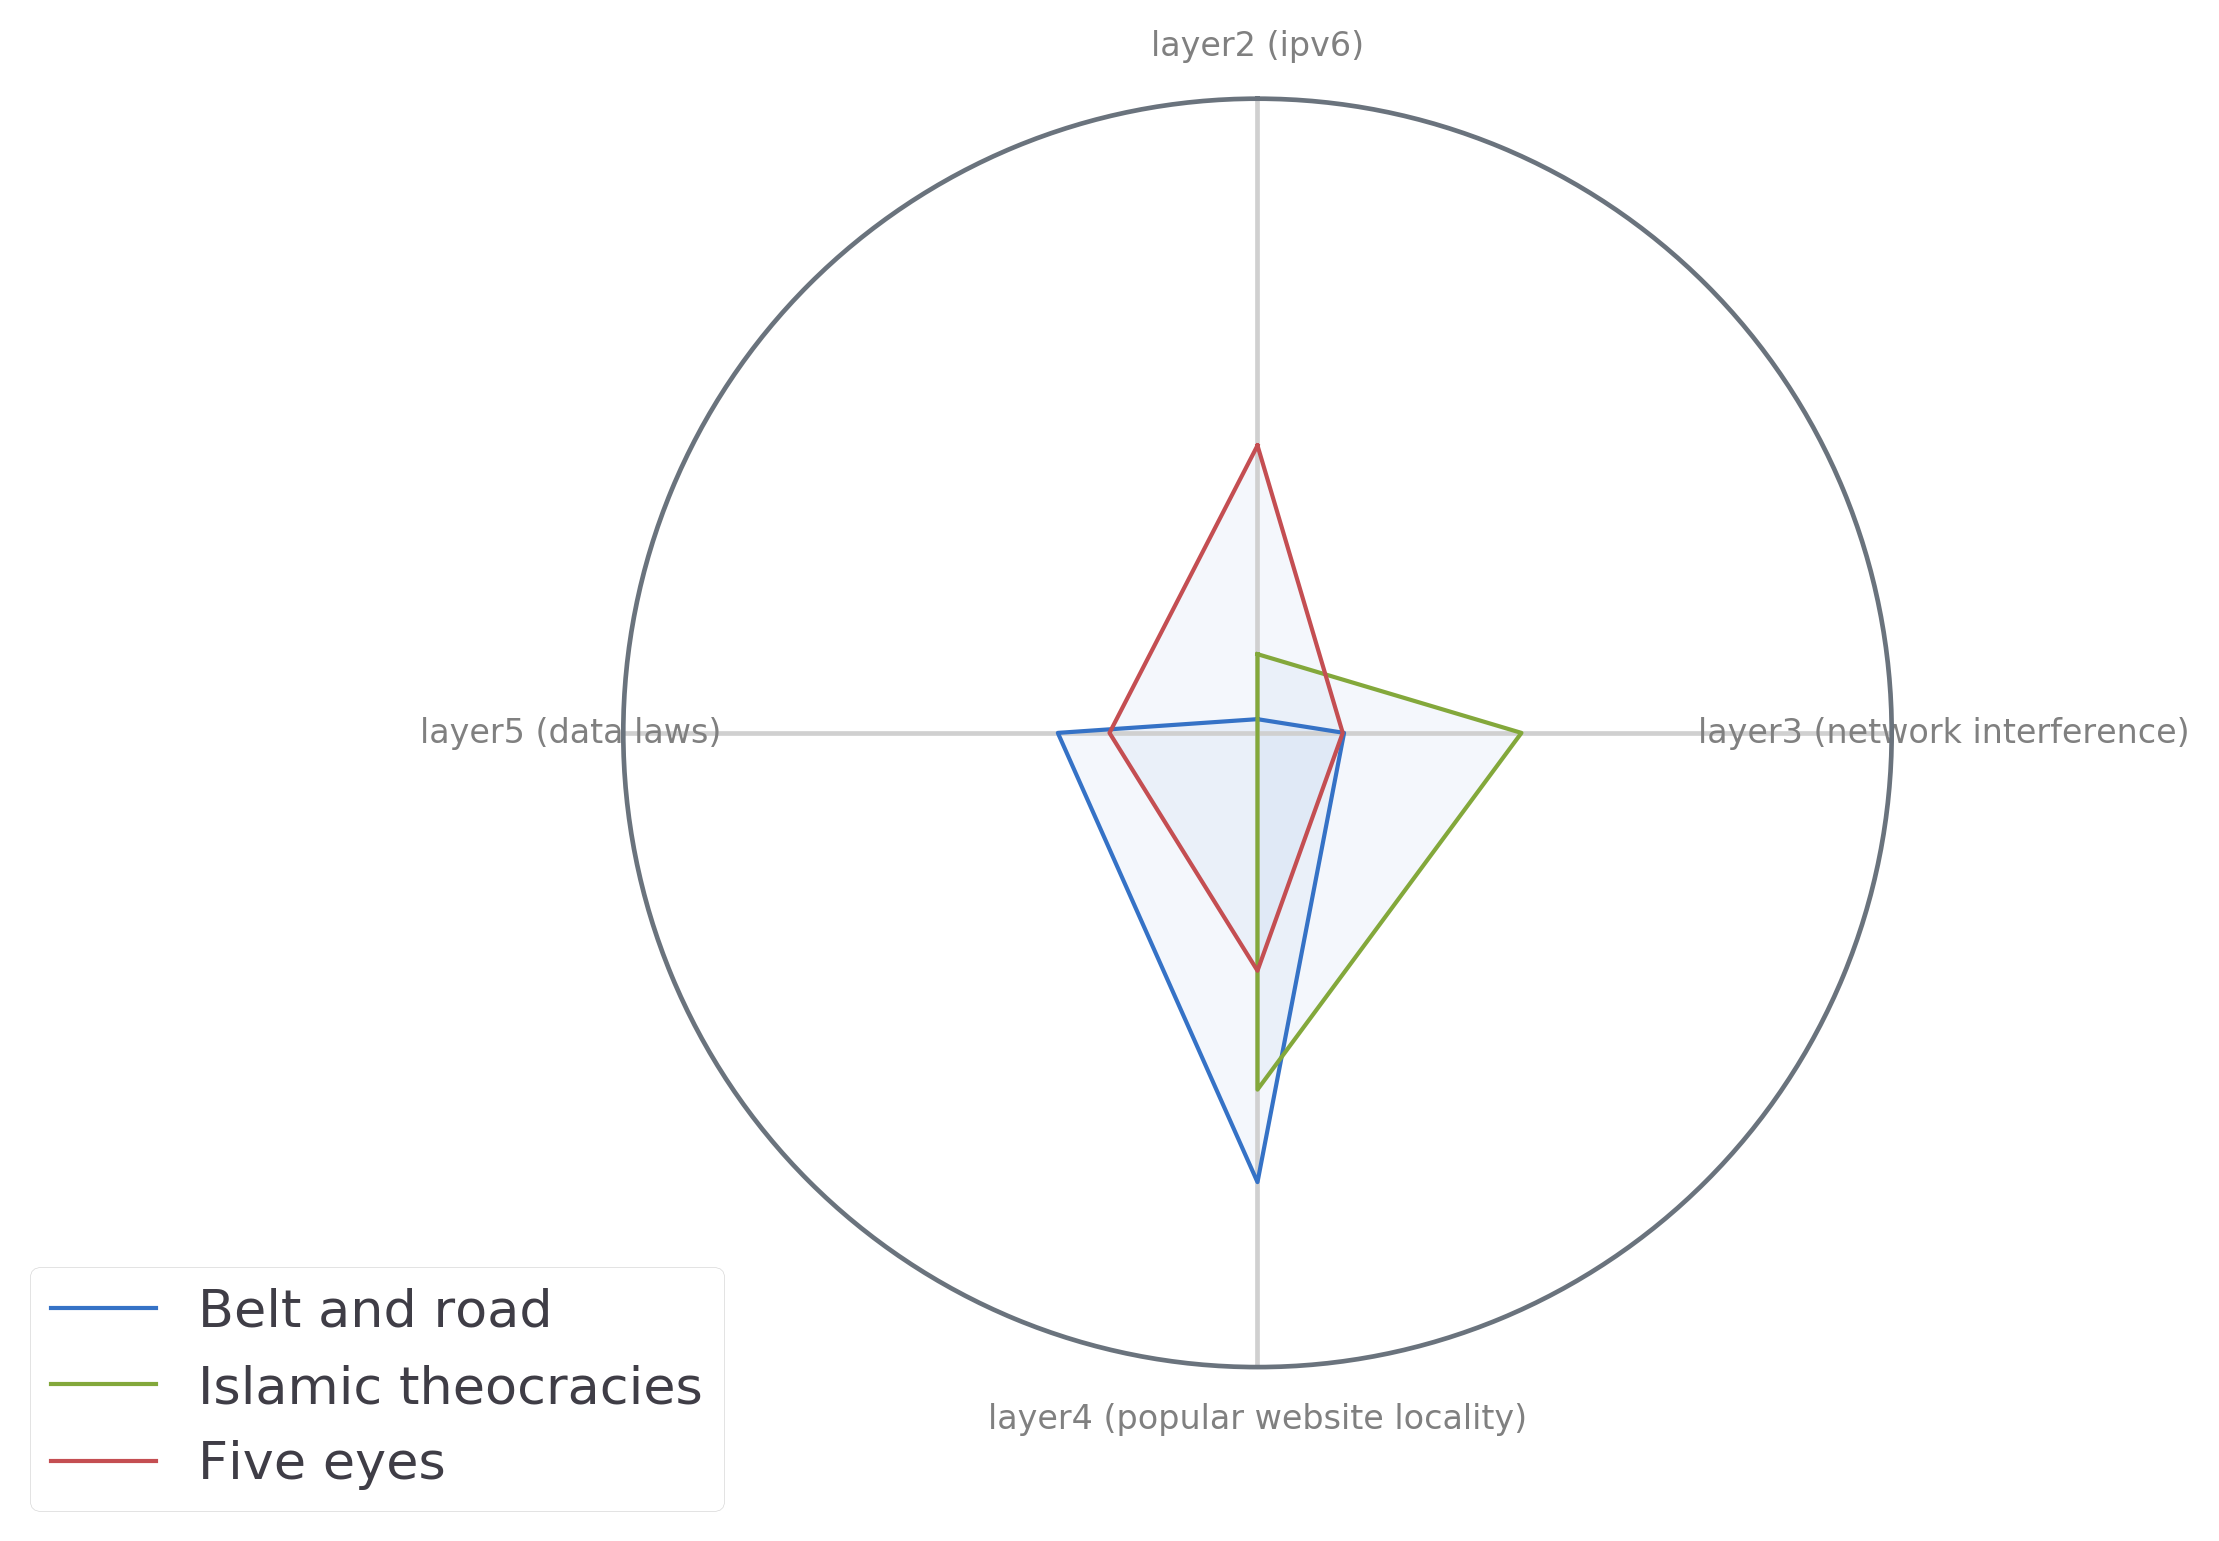 layer2 (ipv6)
layer5 (data laws)
layer3 (network interference)
layer4 (popular website locality)
Belt and road
Islamic theocracies
Five eyes